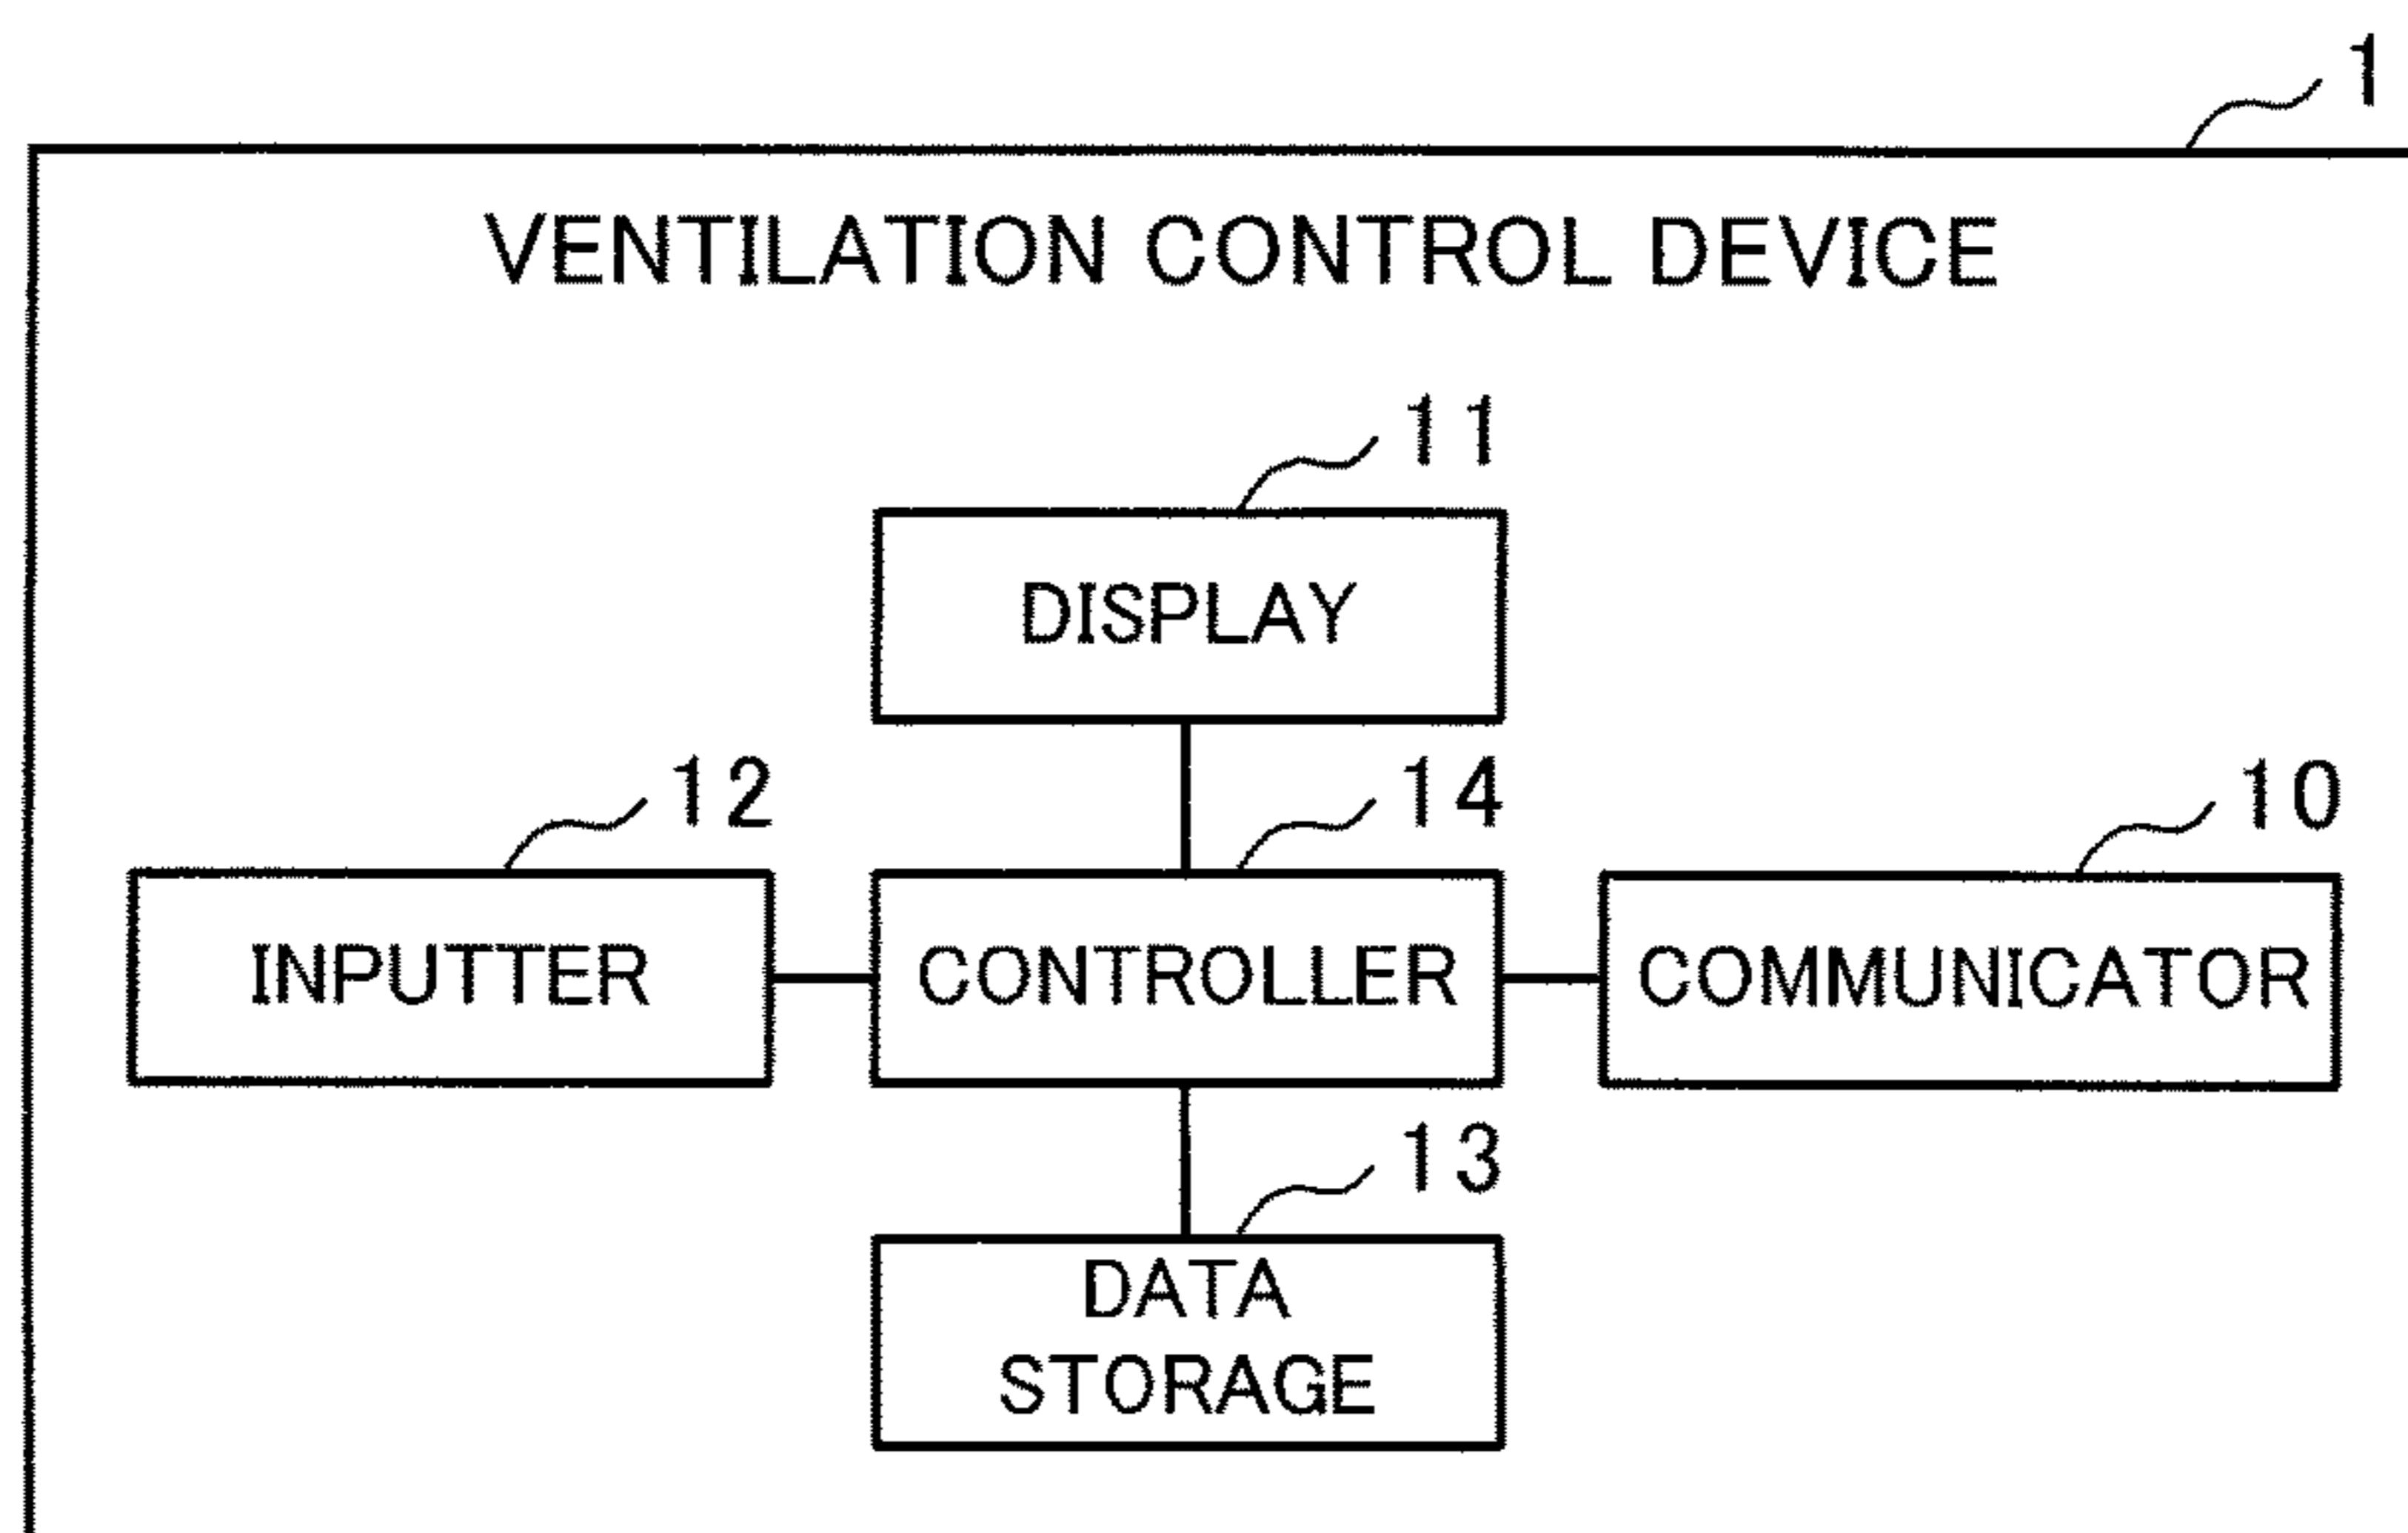 1
VENTILATION CONTROL DEVICE
11
DISPLAY
12
14
10
INPUTTER
CONTROLLER
COMMUNICATOR
13
DATA
STORAGE